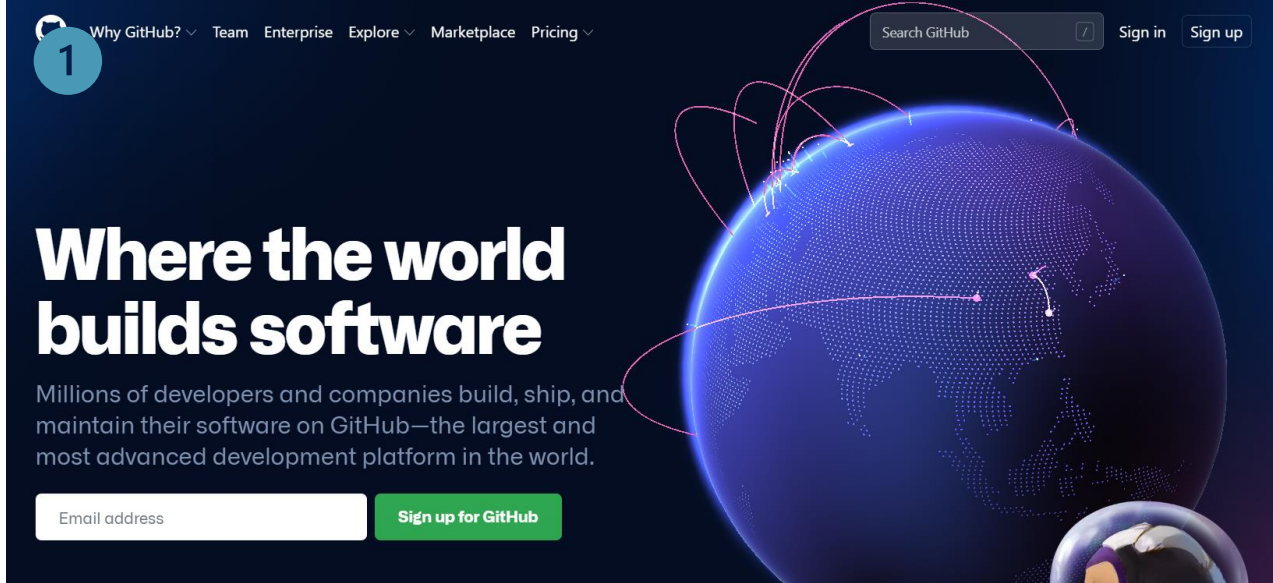 Why GitHub? Team Enterprise Explore Marketplace Pricing Search GitHub / Sign in Sign up
1
Where the world
builds software
Millions of developers and companies build, ship, and
maintain their software on GitHub—the largest and
most advanced development platform in the world.
Email address Sign up for GitHub